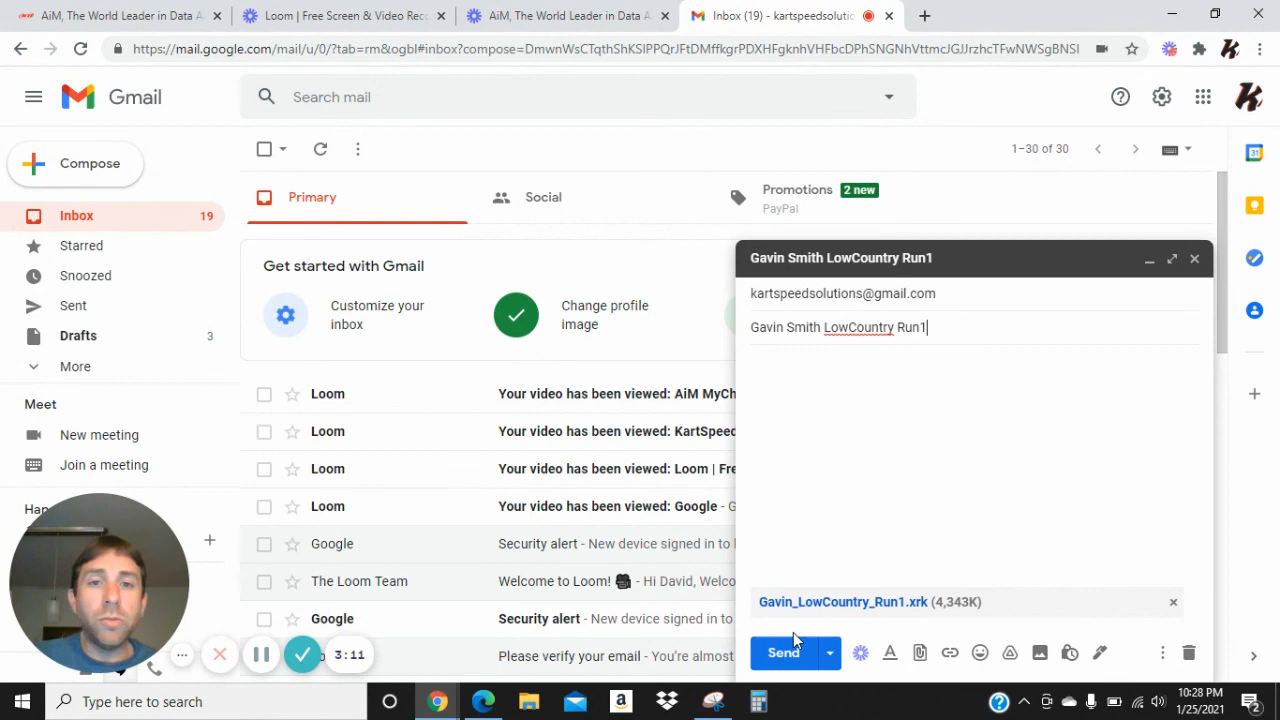 AiM, The World Leader in Data A
Loom | Free Screen & Video Rec
AiM, The World Leader in Data A
Inbox (19) - kartspeedsolutic
https://mail.google.com/mail/u/0/?tab=rm&ogbl#inbox?compose=DmwnWsCTqthShKSlPPQrJFtDMffkgrPDXHFgknhVHFbcDPhSNGNhVttmcJGJJrzhcTFwNWSgBNSl
Gmail
Search mail
Compose
1–30 of 30
Inbox 19
Primary
Social
Promotions 2 new
PayPal
Starred
Snoozed
Sent
Drafts
More
Get started with Gmail
Customize your
inbox
Change profile
image
Gavin Smith LowCountry Run1
kartspeedsolutions@gmail.com
Gavin Smith LowCountry Run1
Meet
New meeting
Join a meeting
Han
Loom Your video has been viewed: AiM MyCh
Loom Your video has been viewed: KartSpee
Loom Your video has been viewed: Loom | Fre
Loom Your video has been viewed: Google - G
Google Security alert - New device signed in to
The Loom Team Welcome to Loom! - Hi David, Welco
Google Security alert - New device signed in to
Please verify your email - You're almost
Gavin_LowCountry_Run1.xrk (4,343K)
Send
3:11
Type here to search
10:28 PM
1/25/2021
2